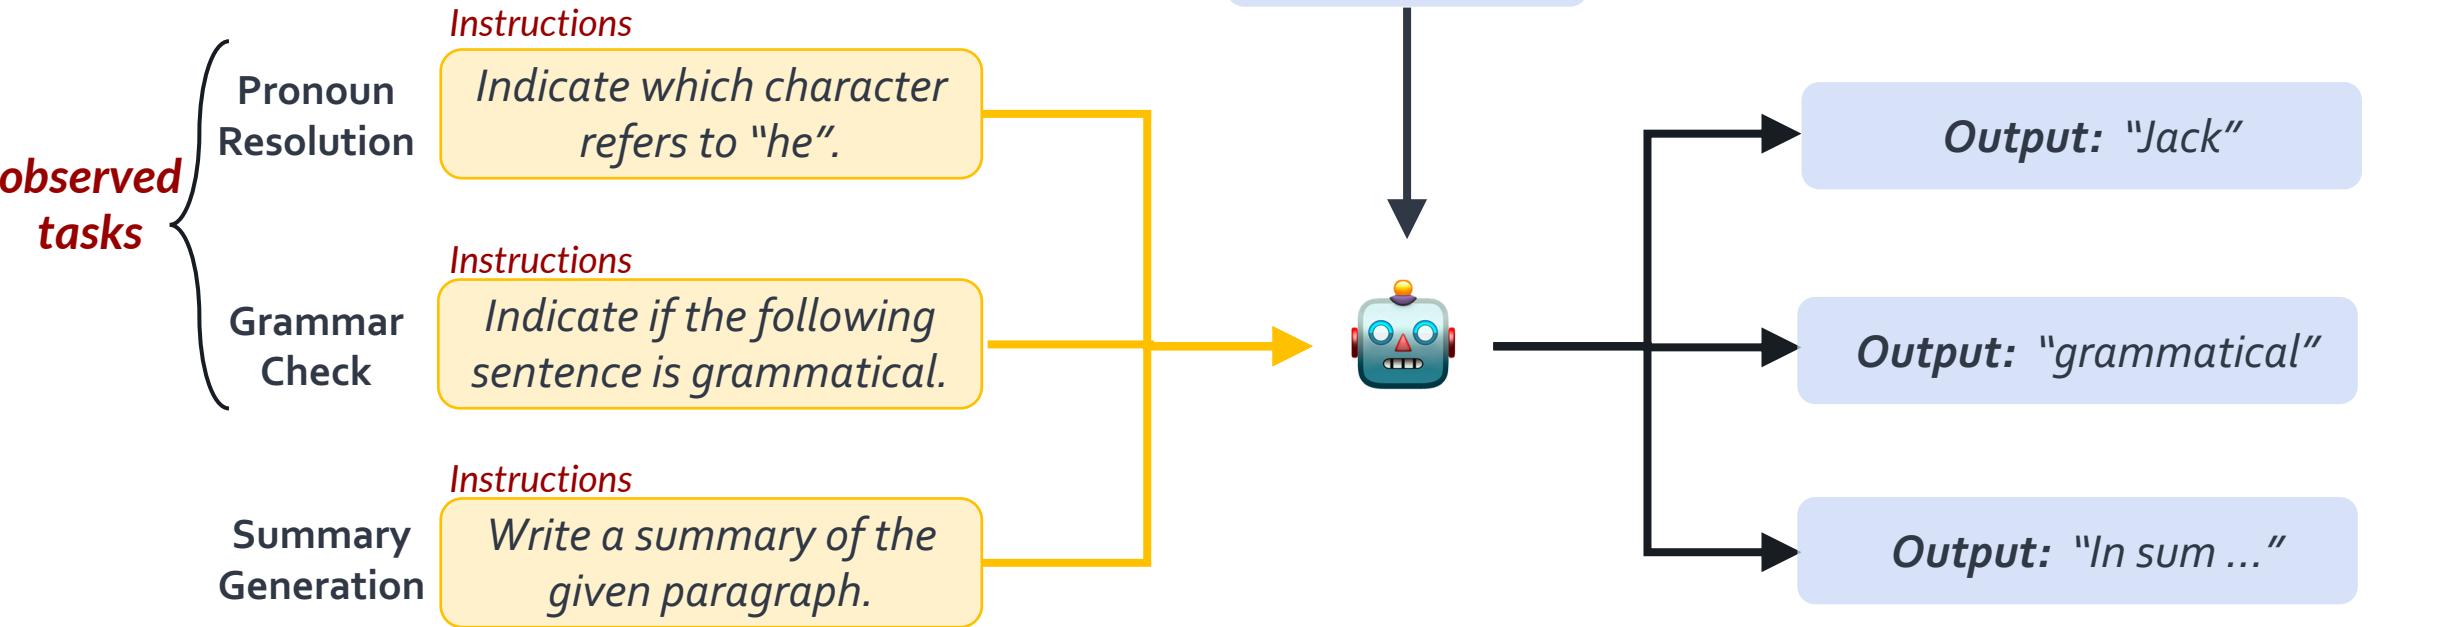 observed
tasks
Pronoun
Resolution
Instructions
Indicate which character
refers to “he”.
Grammar
Check
Instructions
Indicate if the following
sentence is grammatical.
Summary
Generation
Instructions
Write a summary of the
given paragraph.
Output: “Jack”
Output: “grammatical”
Output: “In sum ...”